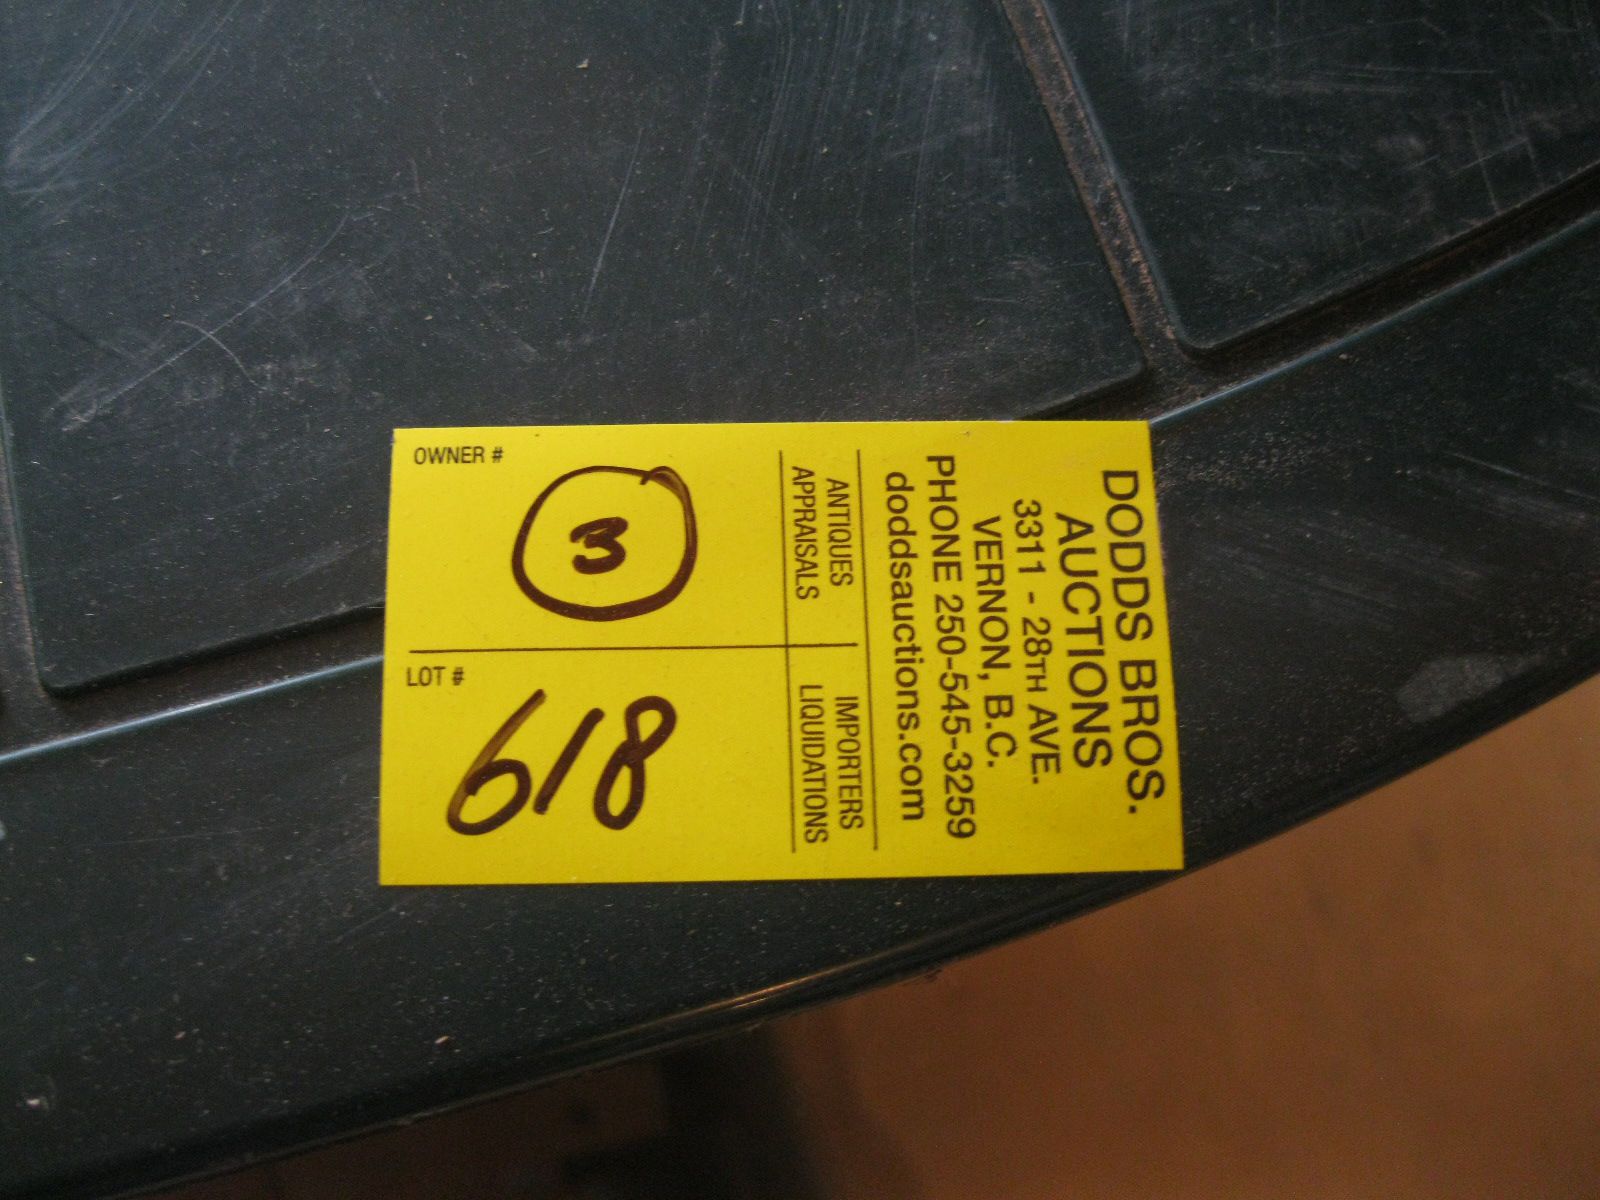 DODDS BROS.
AUCTIONS
3311 - 28TH AVE.
VERNON, B.C.
PHONE 250-545-3259
doddsauctions.com
ANTIQUES
APPRAISALS
IMPORTERS
LIQUIDATIONS
OWNER #
3
LOT #
618